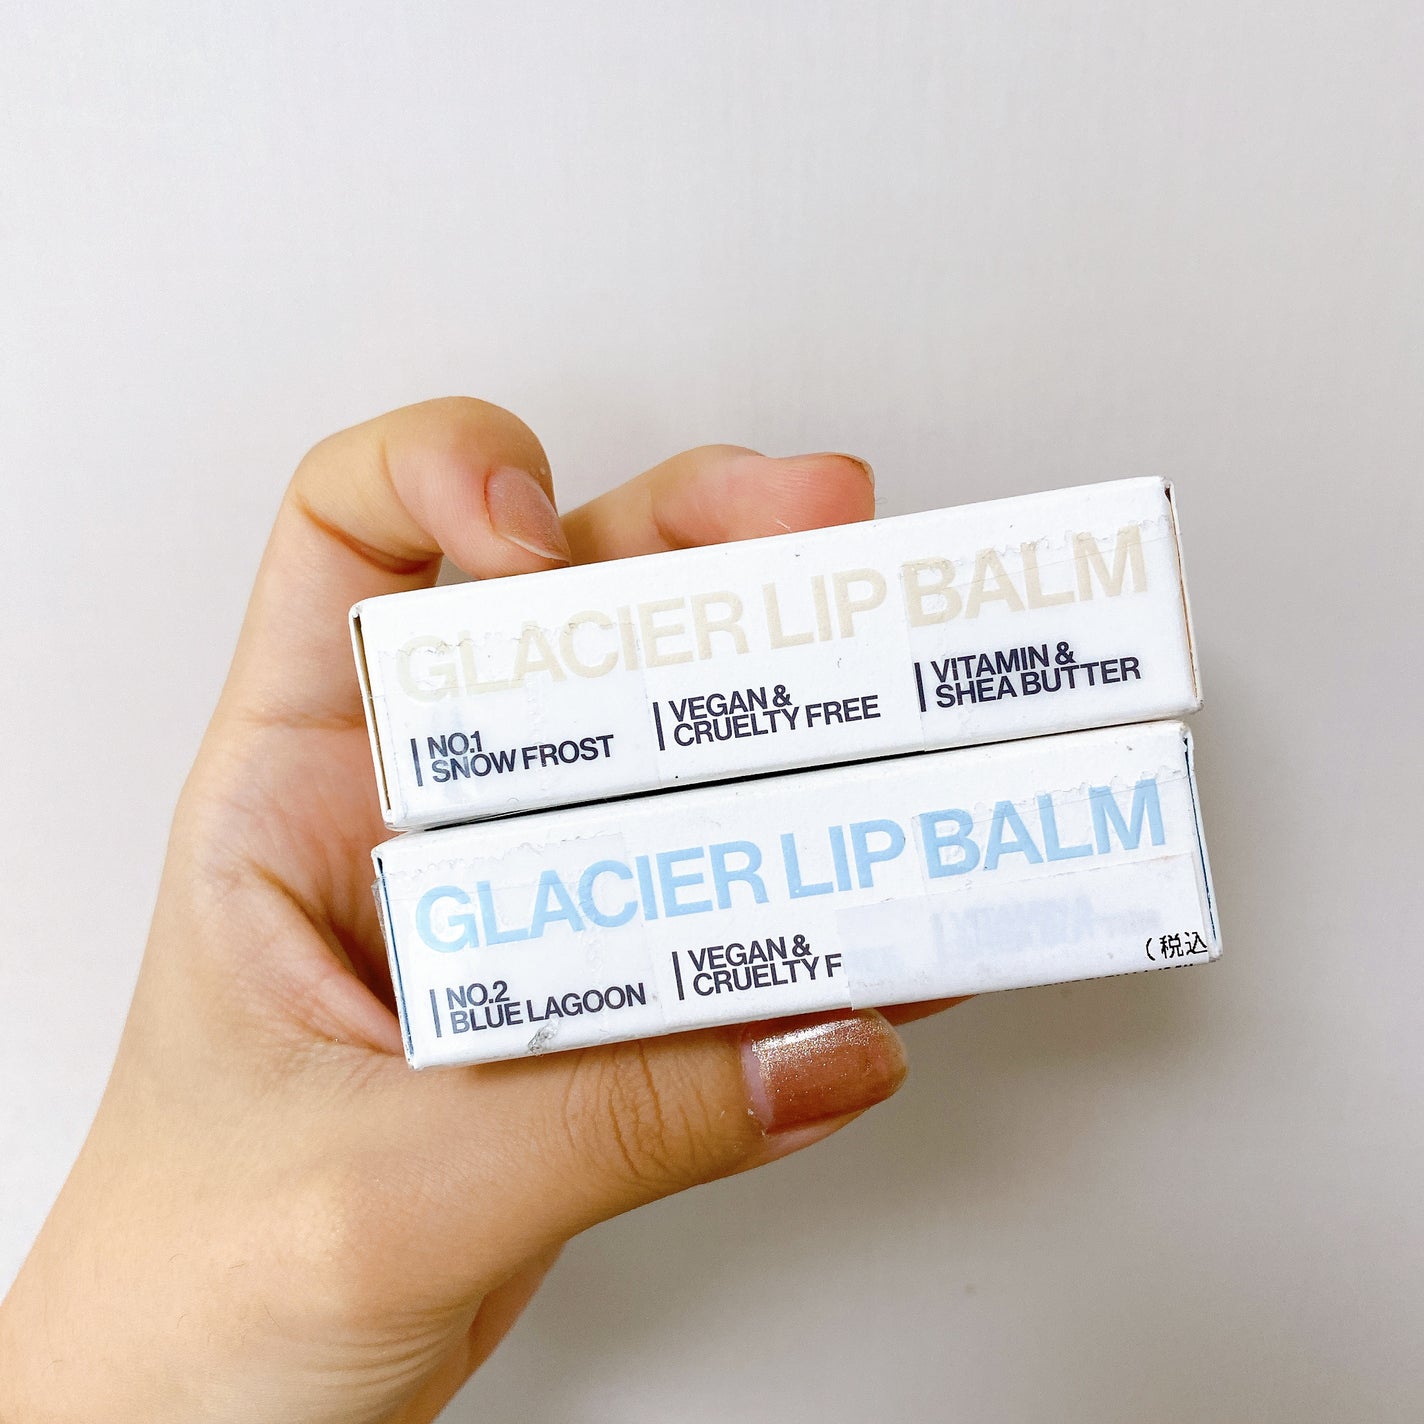 GLACIER LIP BALM
NO.1
SNOW FROST
VEGAN &
CRUELTY FREE
VITAMIN &
SHEA BUTTER
GLACIER LIP BALM
NO.2
BLUE LAGOON
VEGAN &
CRUELTY F
(税込